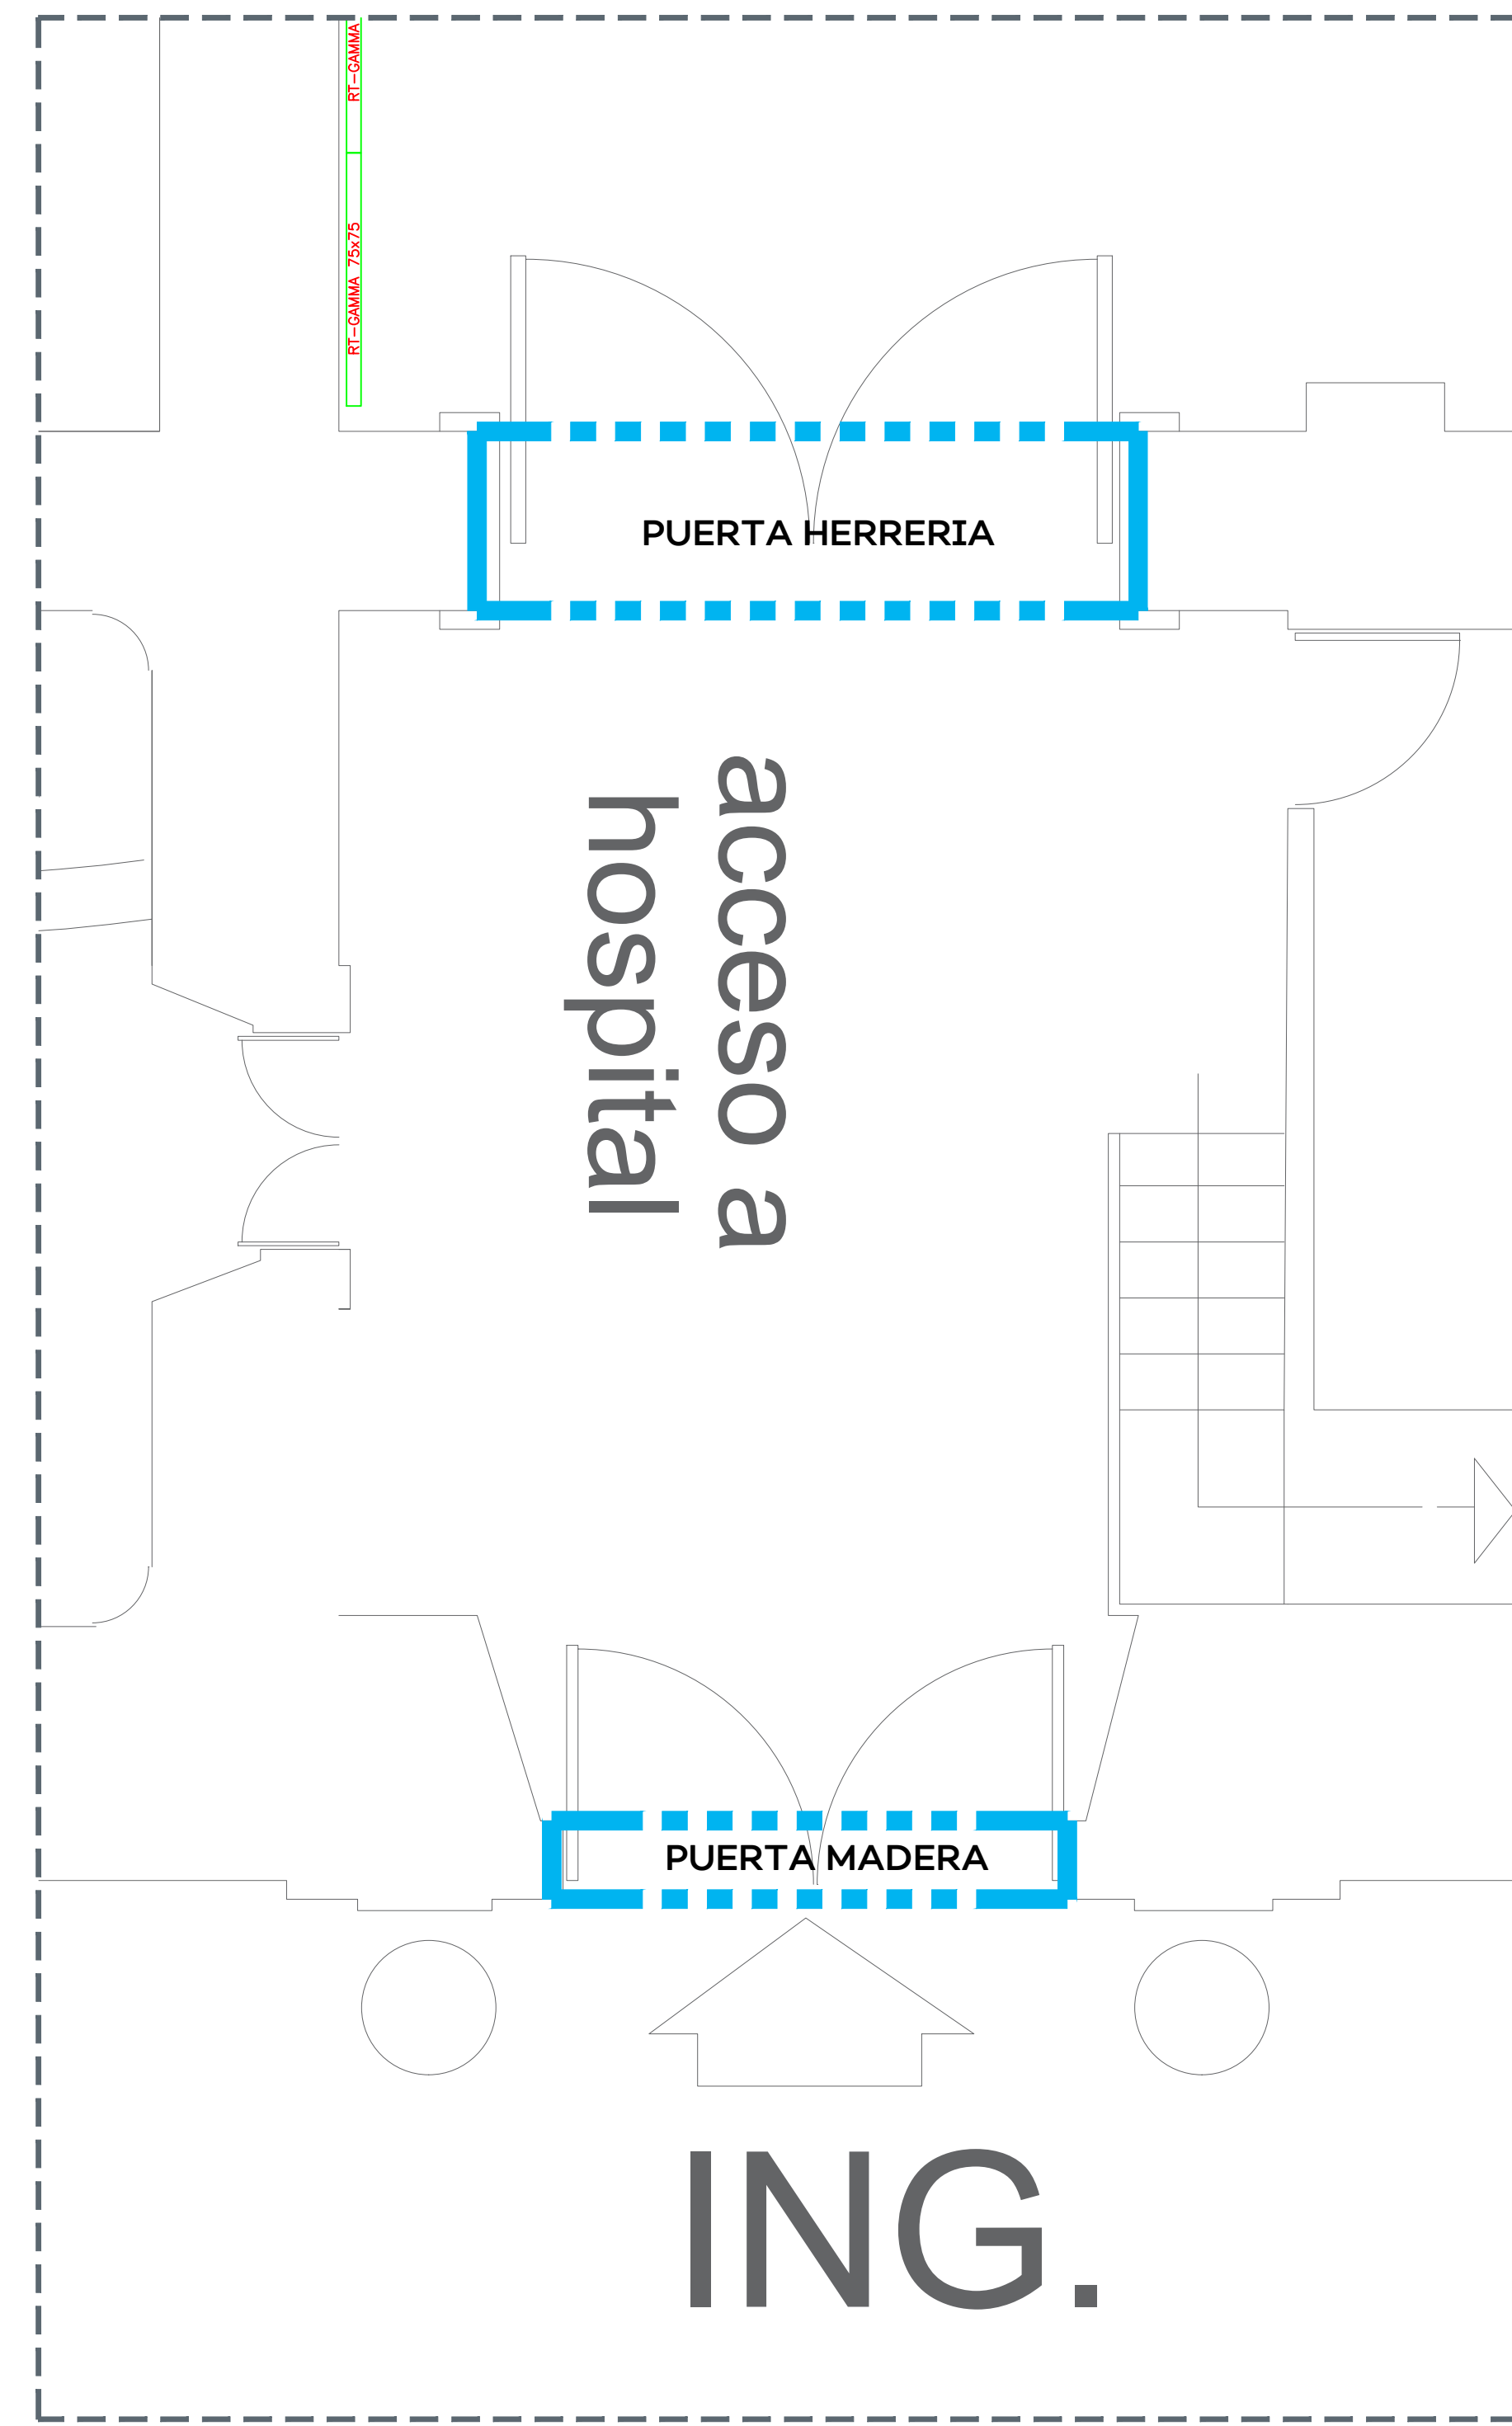 RT-GAMMA
RT-GAMMA 75x75
PUERTA HERRERIA
acceso a
hospital
PUERTA MADERA
ING.